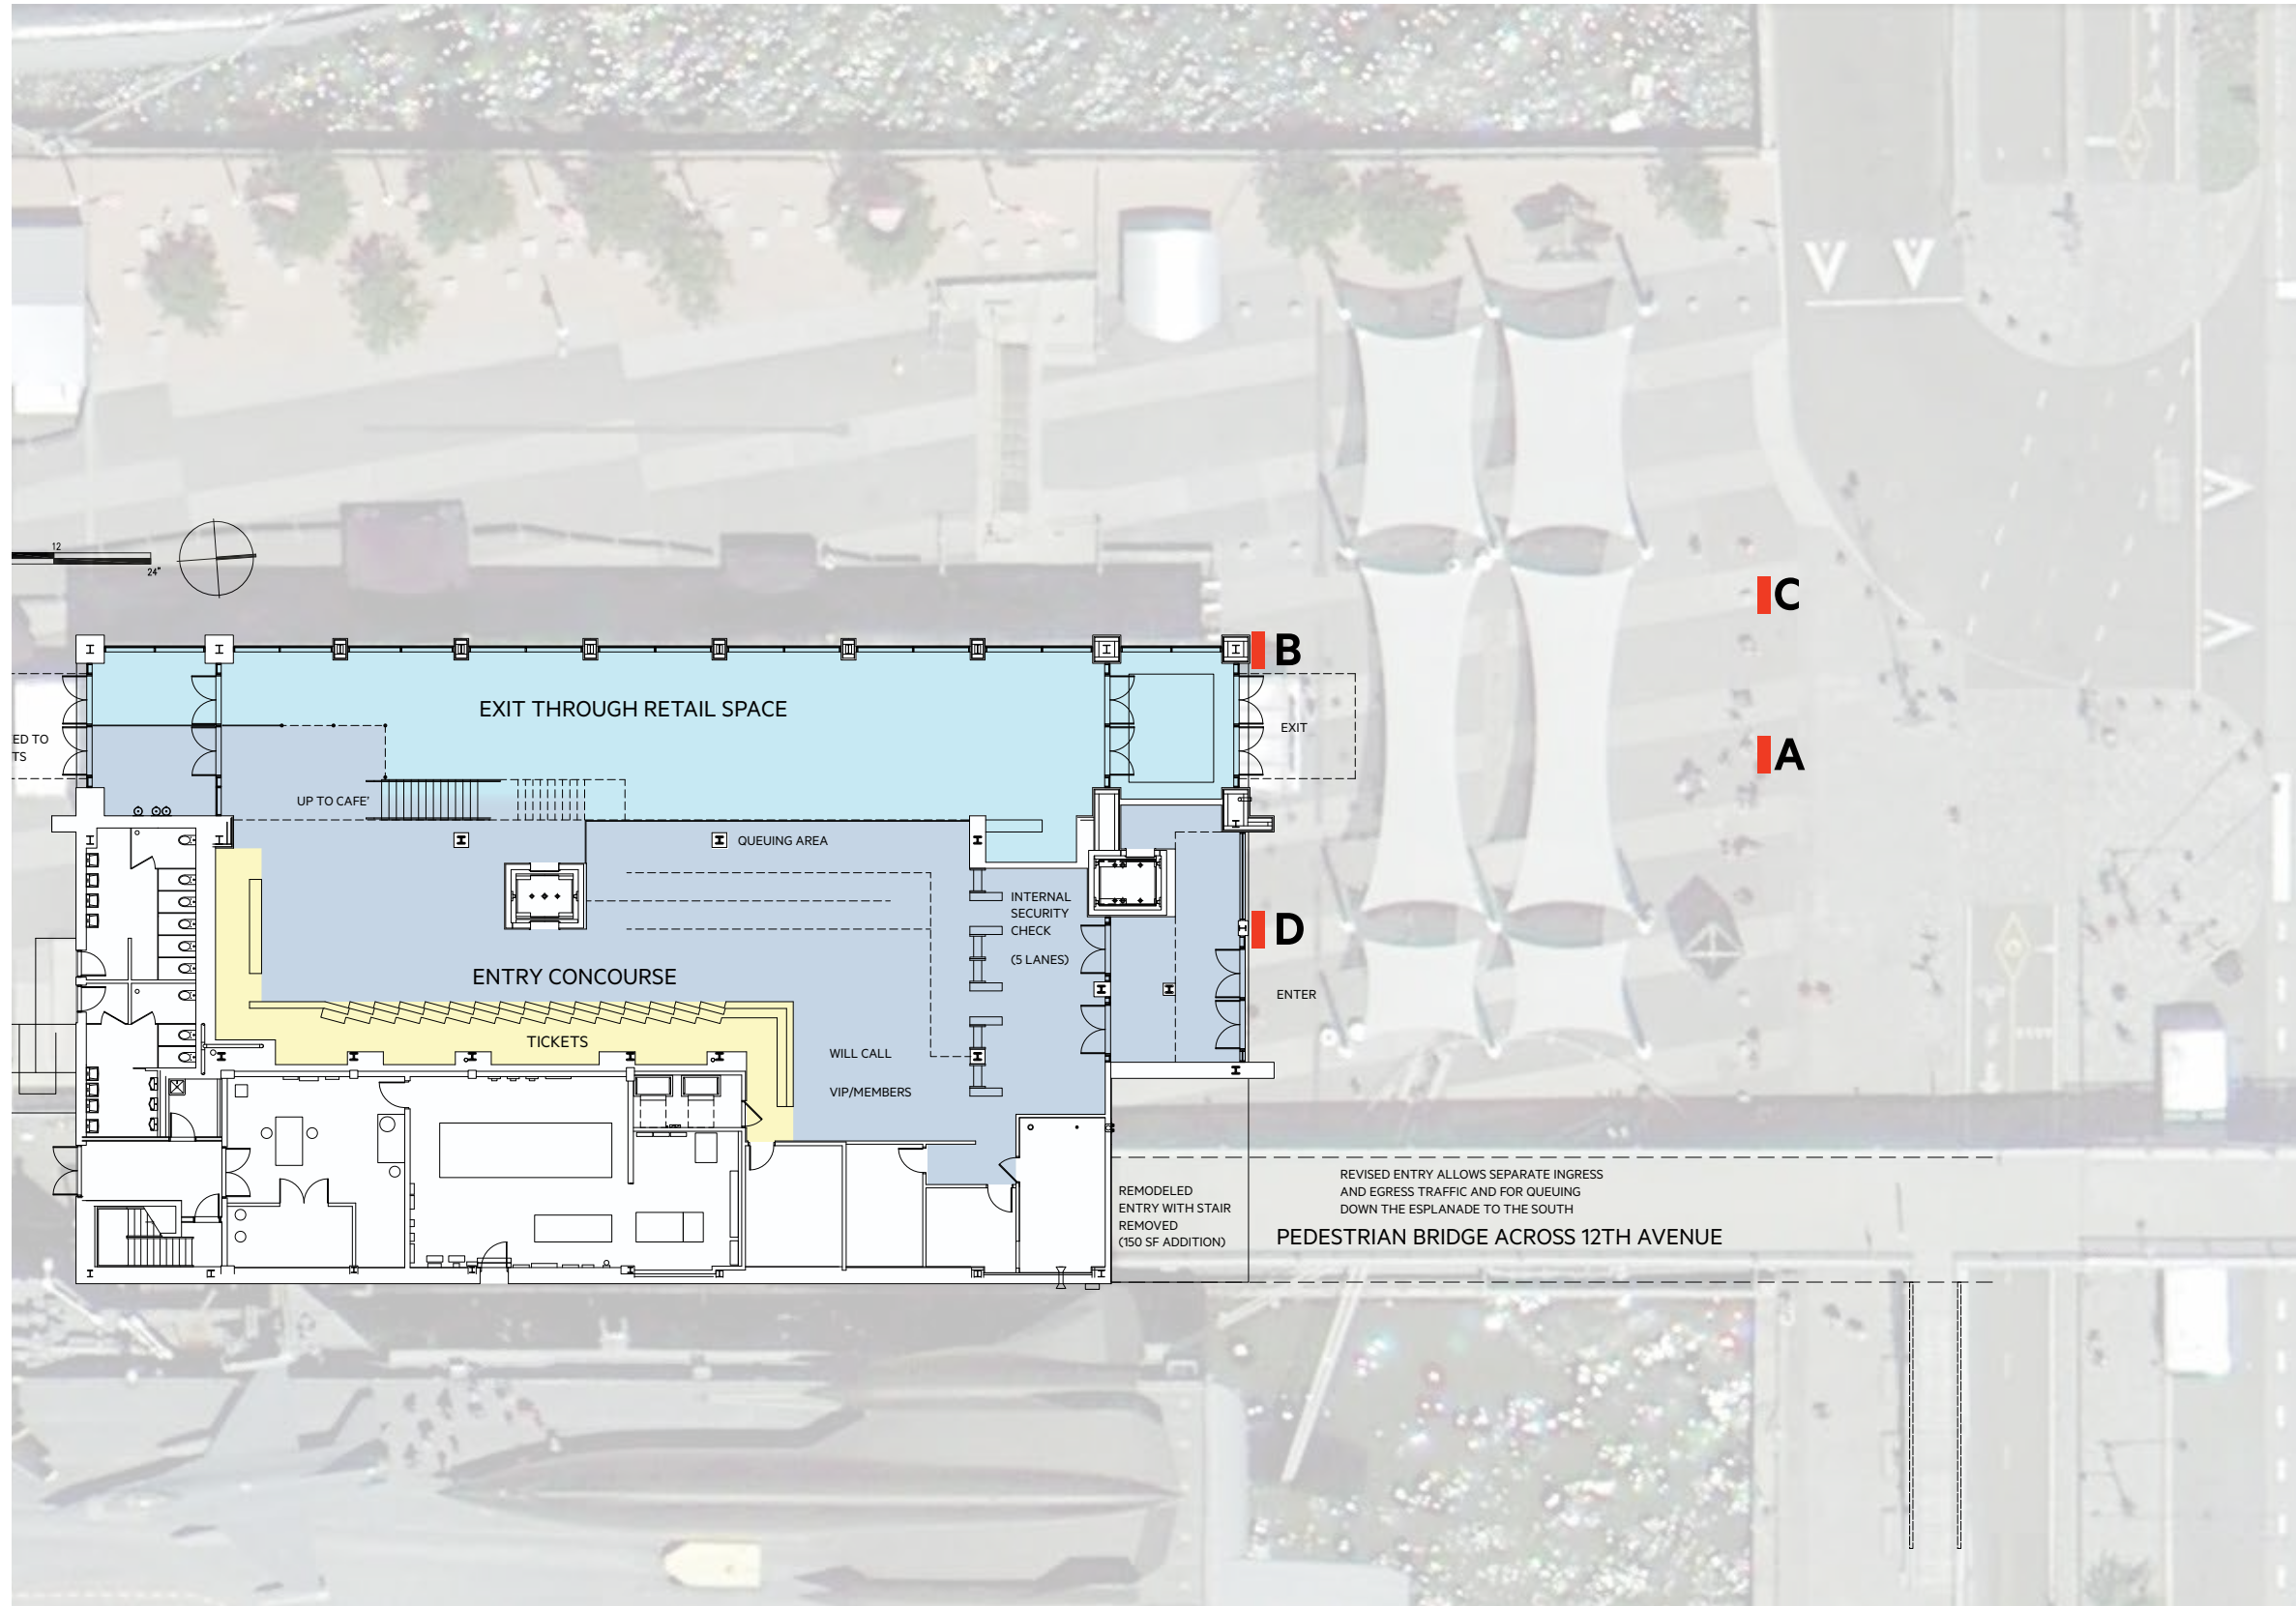 12
24"
C
B
EXIT THROUGH RETAIL SPACE
EXIT
ED TO
TS
A
UP TO CAFE'
QUEUING AREA
INTERNAL
SECURITY
CHECK
(5 LANES)
D
ENTRY CONCOURSE
ENTER
TICKETS
WILL CALL
VIP/MEMBERS
REMODELED
ENTRY WITH STAIR
REMOVED
(150 SF ADDITION)
REVISED ENTRY ALLOWS SEPARATE INGRESS
AND EGRESS TRAFFIC AND FOR QUEUING
DOWN THE ESPLANADE TO THE SOUTH
PEDESTRIAN BRIDGE ACROSS 12TH AVENUE